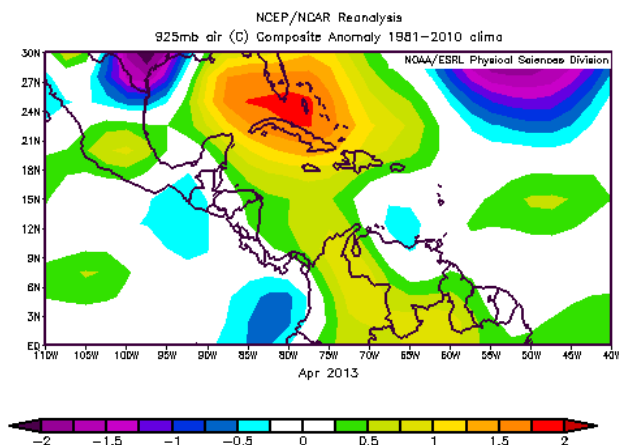 NCEP/NCAR Reanalysis
925mb air (C) Composite Anomaly 1981-2010 clima
NOAA/ESRL Physical Sciences Division
30N
27N
24N
21N
18N
15N
12N
9N
6N
3N
EQ
110W 105W 100W 95W 90W 85W 80W 75W 70W 65W 60W 55W 50W 45W 40W
Apr 2013
-2 -1.5 -1 -0.5 0 0.5 1 1.5 2